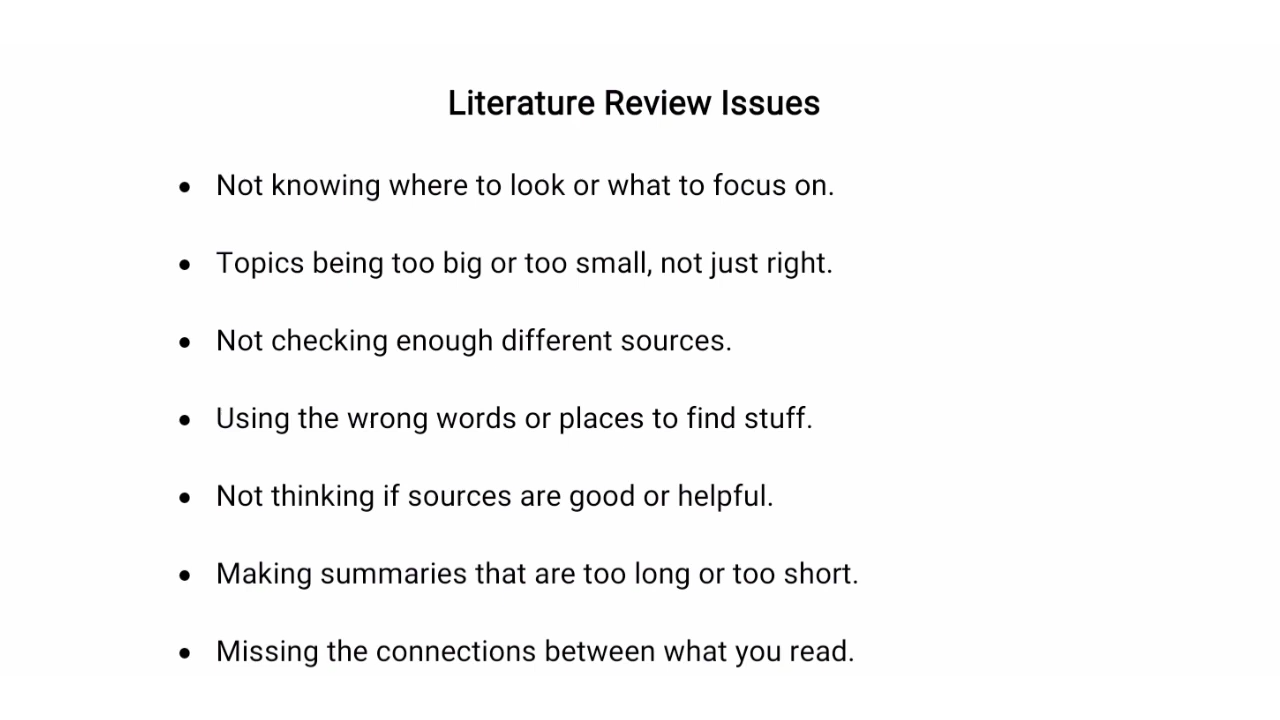 Literature Review Issues
• Not knowing where to look or what to focus on.
• Topics being too big or too small, not just right.
• Not checking enough different sources.
• Using the wrong words or places to find stuff.
• Not thinking if sources are good or helpful.
• Making summaries that are too long or too short.
• Missing the connections between what you read.